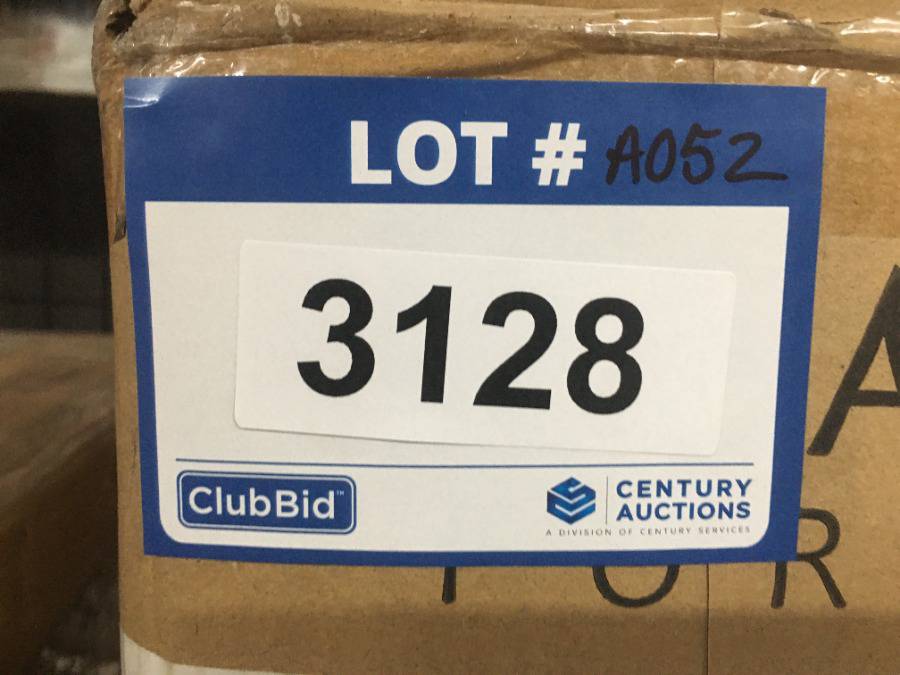 LOT # A052
3128
ClubBid™
CENTURY
AUCTIONS
A DIVISION OF CENTURY SERVICES